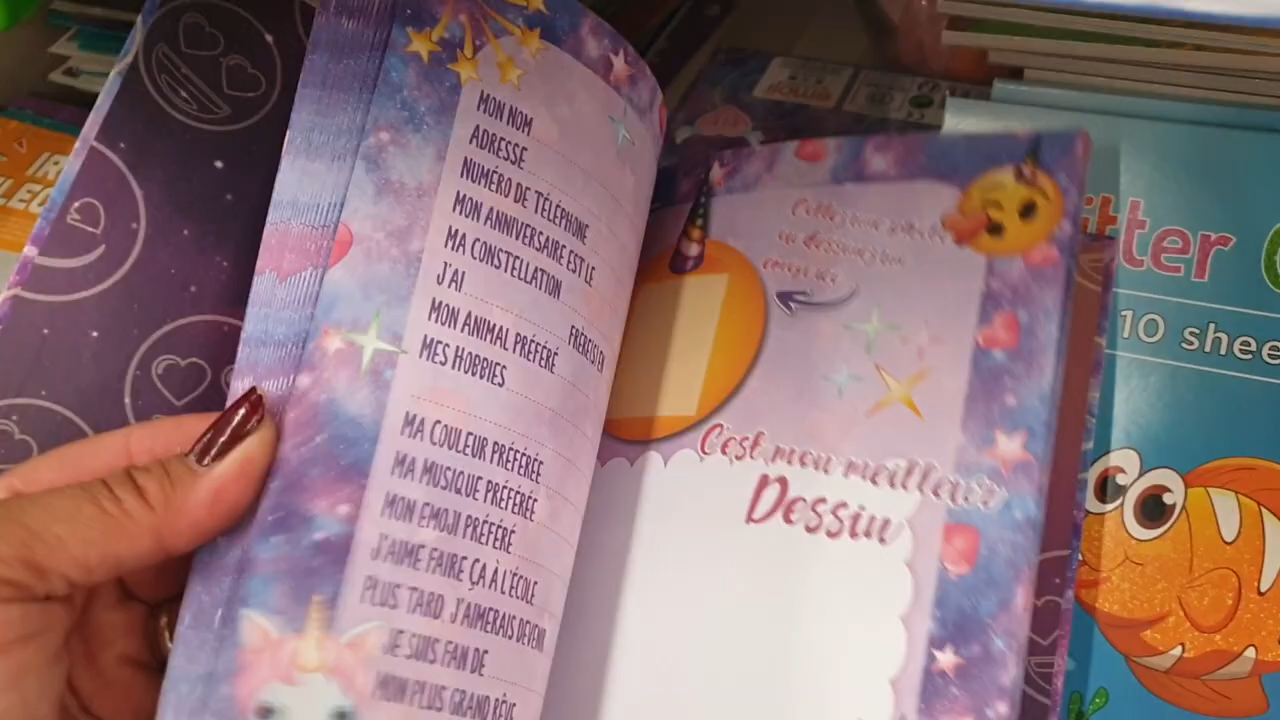 MON NOM
ADRESSE
NUMÉRO DE TÉLÉPHONE
MON ANNIVERSAIRE EST LE
MA CONSTELLATION
J'AI FRÈRE(S) EN
MON ANIMAL PRÉFÉRÉ
MES HOBBIES
MA COULEUR PRÉFÉRÉE
MA MUSIQUE PRÉFÉRÉE
MON EMOJI PRÉFÉRÉ
J'AIME FAIRE ÇA À L'ÉCOLE
PLUS TARD, J'AIMERAIS DEVENIR
JE SUIS FAN DE
MON PLUS GRAND RÊVE
C'est mon meilleur
Dessin
itter
10 shee